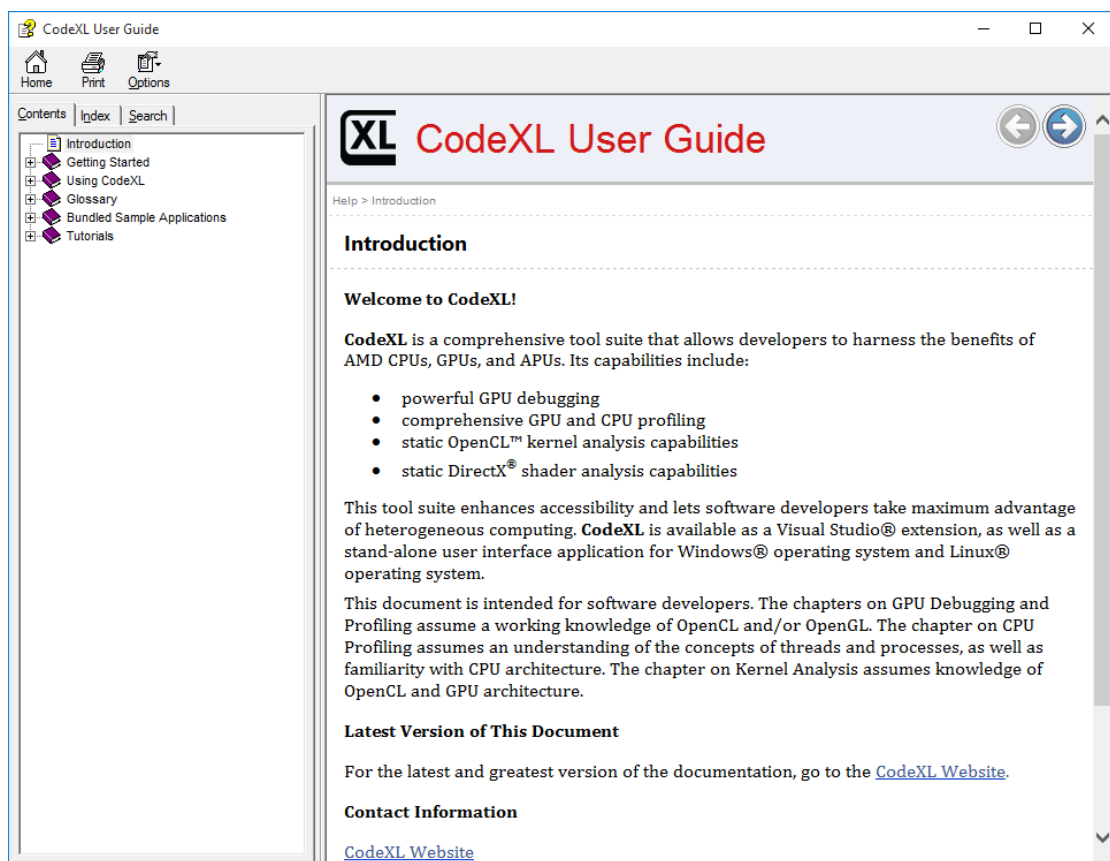 CodeXL User Guide
Home Print Options
Contents Index Search
Introduction
Getting Started
Using CodeXL
Glossary
Bundled Sample Applications
Tutorials
XL CodeXL User Guide
Help > Introduction
Introduction
Welcome to CodeXL!
CodeXL is a comprehensive tool suite that allows developers to harness the benefits of
AMD CPUs, GPUs, and APUs. Its capabilities include:
• powerful GPU debugging
• comprehensive GPU and CPU profiling
• static OpenCL™ kernel analysis capabilities
• static DirectX® shader analysis capabilities
This tool suite enhances accessibility and lets software developers take maximum advantage
of heterogeneous computing. CodeXL is available as a Visual Studio® extension, as well as a
stand-alone user interface application for Windows® operating system and Linux®
operating system.
This document is intended for software developers. The chapters on GPU Debugging and
Profiling assume a working knowledge of OpenCL and/or OpenGL. The chapter on CPU
Profiling assumes an understanding of the concepts of threads and processes, as well as
familiarity with CPU architecture. The chapter on Kernel Analysis assumes knowledge of
OpenCL and GPU architecture.
Latest Version of This Document
For the latest and greatest version of the documentation, go to the CodeXL Website.
Contact Information
CodeXL Website